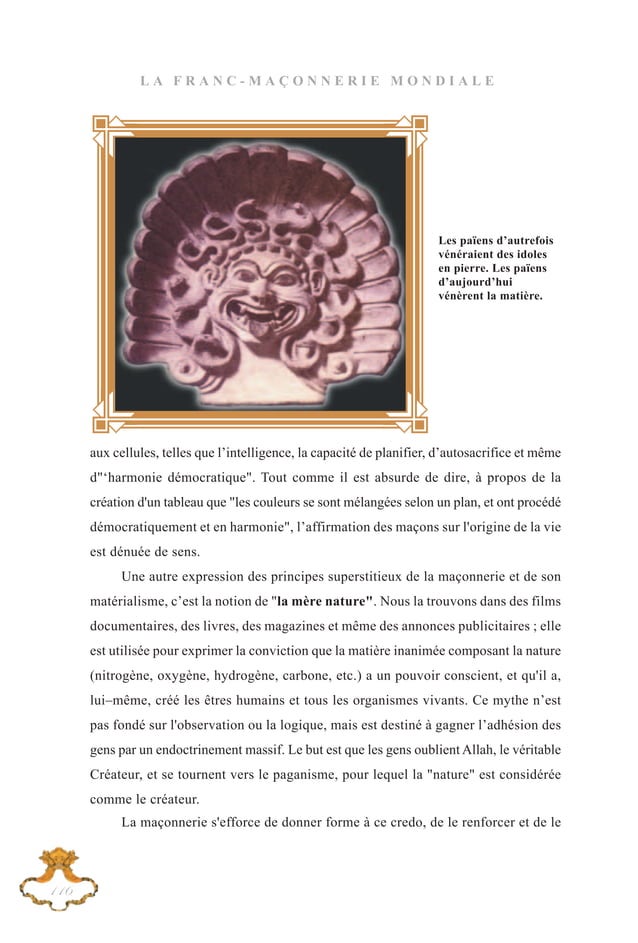 LA FRANC-MAÇONNERIE MONDIALE
Les païens d’autrefois
vénéraient des idoles
en pierre. Les païens
d’aujourd’hui
vénèrent la matière.
aux cellules, telles que l’intelligence, la capacité de planifier, d’autosacrifice et même
d"‘harmonie démocratique". Tout comme il est absurde de dire, à propos de la
création d'un tableau que "les couleurs se sont mélangées selon un plan, et ont procédé
démocratiquement et en harmonie", l’affirmation des maçons sur l'origine de la vie
est dénuée de sens.
Une autre expression des principes superstitieux de la maçonnerie et de son
matérialisme, c’est la notion de "la mère nature". Nous la trouvons dans des films
documentaires, des livres, des magazines et même des annonces publicitaires ; elle
est utilisée pour exprimer la conviction que la matière inanimée composant la nature
(nitrogène, oxygène, hydrogène, carbone, etc.) a un pouvoir conscient, et qu'il a,
lui–même, créé les êtres humains et tous les organismes vivants. Ce mythe n’est
pas fondé sur l'observation ou la logique, mais est destiné à gagner l’adhésion des
gens par un endoctrinement massif. Le but est que les gens oublient Allah, le véritable
Créateur, et se tournent vers le paganisme, pour lequel la "nature" est considérée
comme le créateur.
La maçonnerie s'efforce de donner forme à ce credo, de le renforcer et de le
116